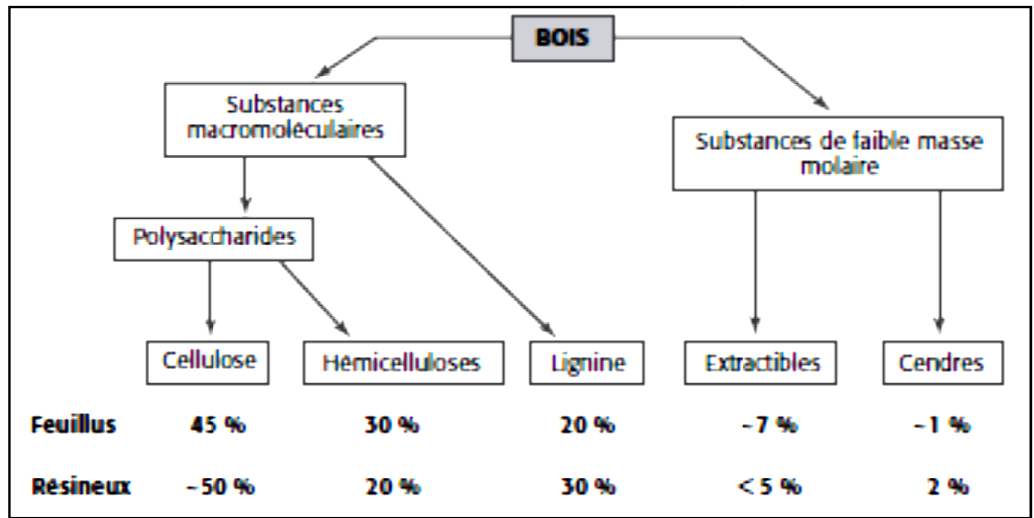 BOIS
Substances
macromoléculaires
Substances de faible masse
molaire
Polysaccharides
Cellulose
Hémicelluloses
Lignine
Extractibles
Cendres
Feuillus 45 % 30 % 20 % ~7 % ~1 %
Résineux ~50 % 20 % 30 % < 5 % 2 %